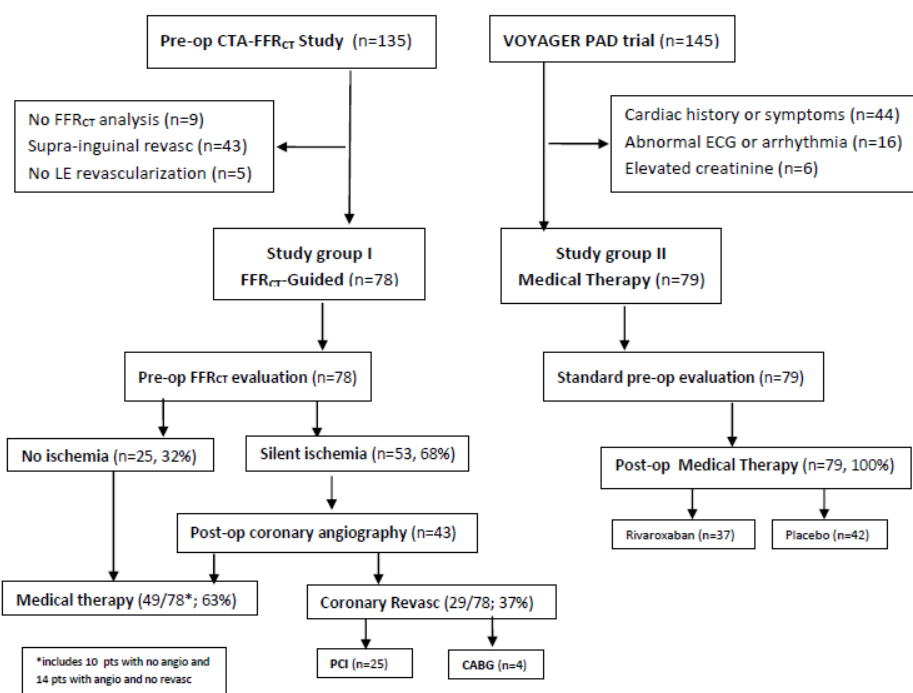 Pre-op CTA-FFRCT Study (n=135)
VOYAGER PAD trial (n=145)
No FFRCT analysis (n=9)
Supra-inguinal revasc (n=43)
No LE revascularization (n=5)
Cardiac history or symptoms (n=44)
Abnormal ECG or arrhythmia (n=16)
Elevated creatinine (n=6)
Study group I
FFRCT-Guided (n=78)
Study group II
Medical Therapy (n=79)
Pre-op FFRCT evaluation (n=78)
Standard pre-op evaluation (n=79)
No ischemia (n=25, 32%)
Silent ischemia (n=53, 68%)
Post-op Medical Therapy (n=79, 100%)
Post-op coronary angiography (n=43)
Rivaroxaban (n=37)
Placebo (n=42)
Medical therapy (49/78*; 63%)
Coronary Revasc (29/78; 37%)
*includes 10 pts with no angio and
14 pts with angio and no revasc
PCI (n=25)
CABG (n=4)